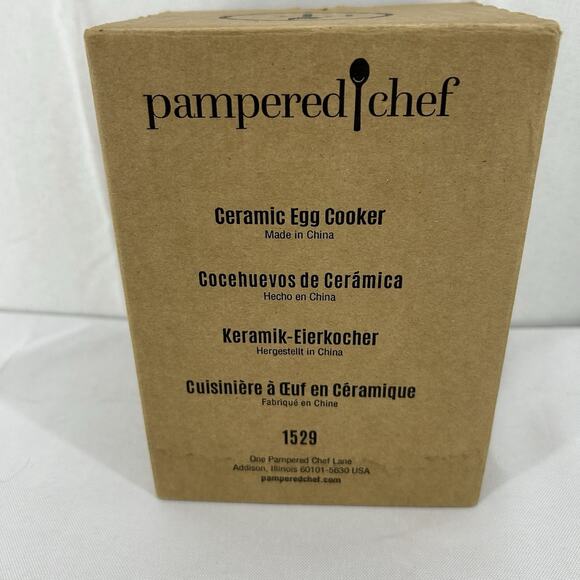 pampered chef
Ceramic Egg Cooker
Made in China
Cocehuevos de Cerámica
Hecho en China
Keramik-Eierkocher
Hergestellt in China
Cuisinière à Œuf en Céramique
Fabriqué en Chine
1529
One Pampered Chef Lane
Addison, Illinois 60101-5630 USA
pamperedchef.com